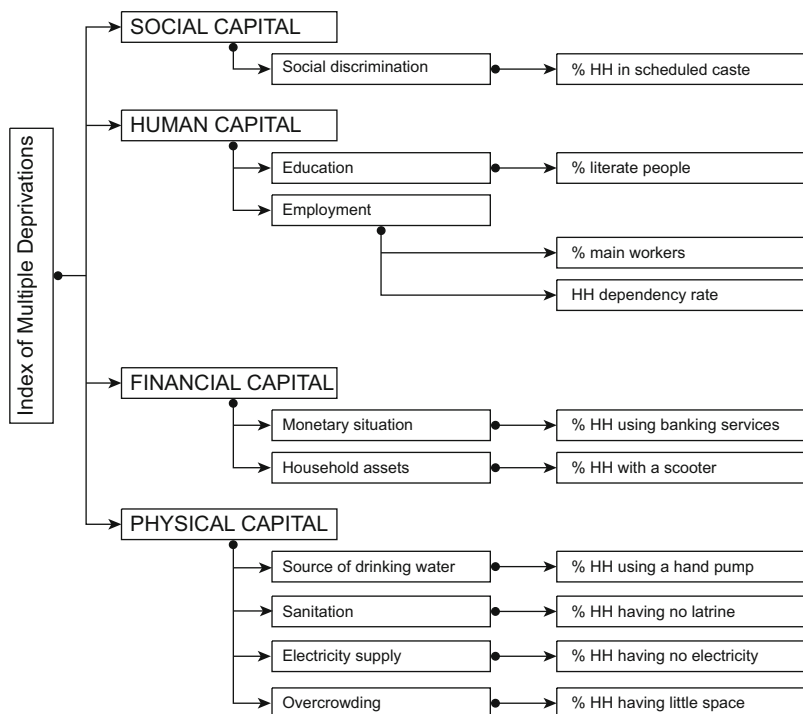 Index of Multiple Deprivations
SOCIAL CAPITAL
Social discrimination
% HH in scheduled caste
HUMAN CAPITAL
Education
% literate people
Employment
% main workers
HH dependency rate
FINANCIAL CAPITAL
Monetary situation
% HH using banking services
Household assets
% HH with a scooter
PHYSICAL CAPITAL
Source of drinking water
% HH using a hand pump
Sanitation
% HH having no latrine
Electricity supply
% HH having no electricity
Overcrowding
% HH having little space